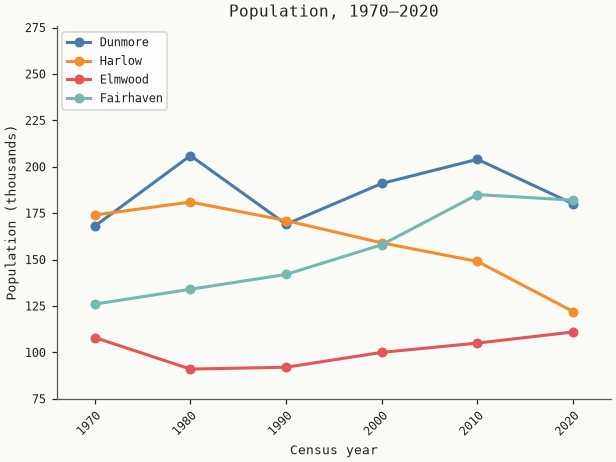 Population, 1970–2020
Population (thousands)
275
250
225
200
175
150
125
100
75
Dunmore
Harlow
Elmwood
Fairhaven
1970
1980
1990
2000
2010
2020
Census year